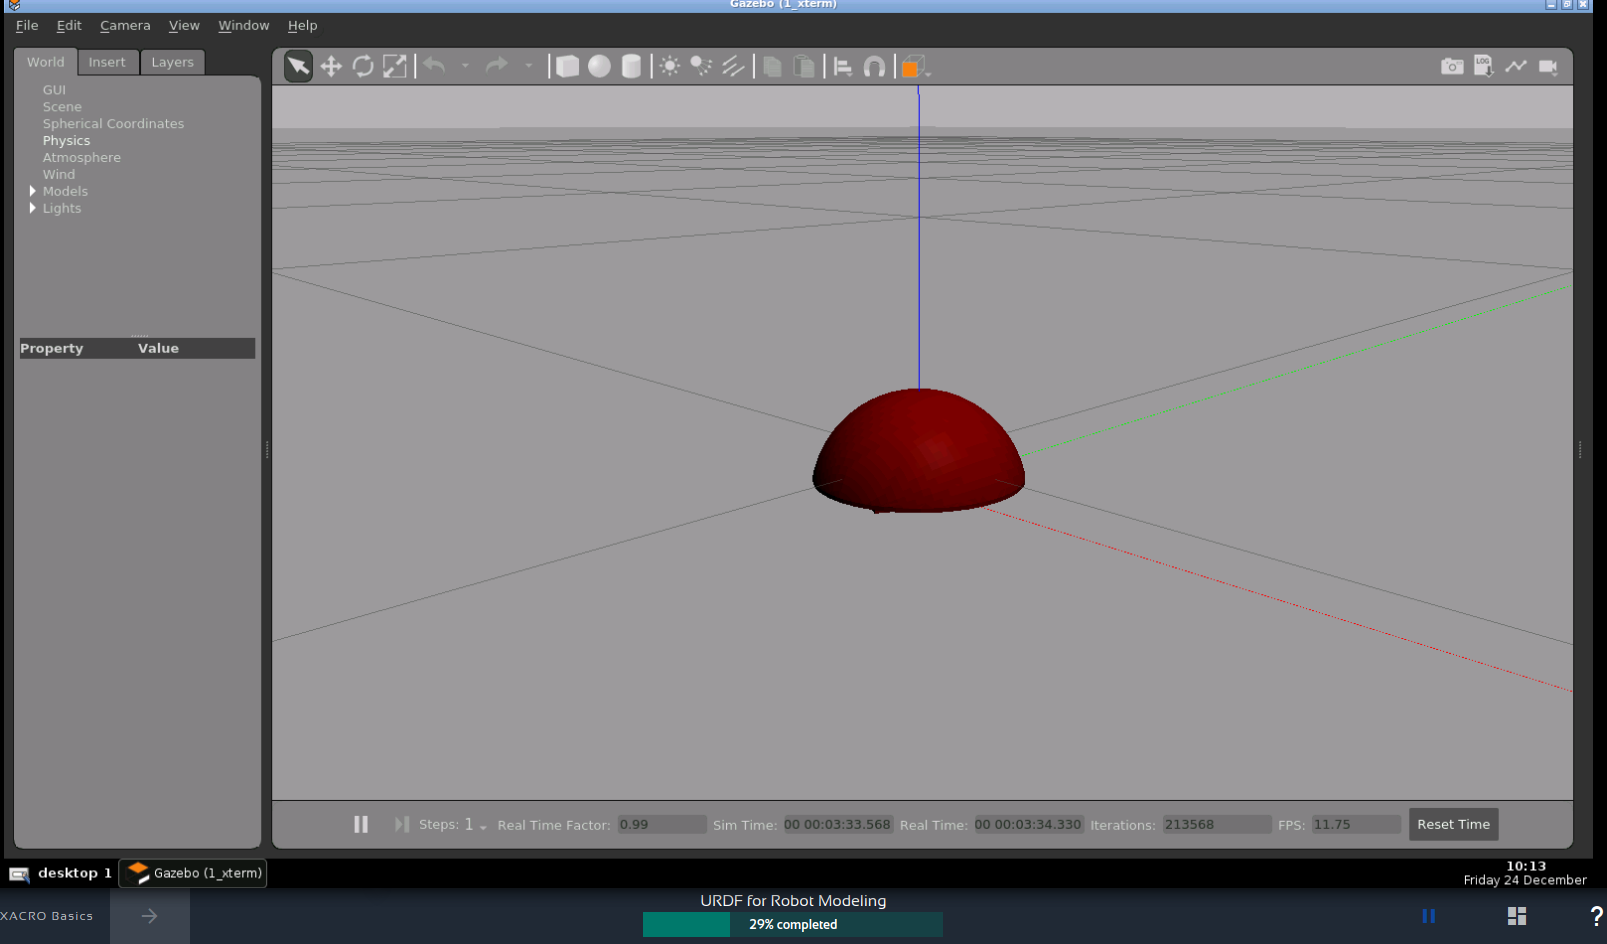 Gazebo (1_xterm)
File Edit Camera View Window Help
World Insert Layers
GUI
Scene
Spherical Coordinates
Physics
Atmosphere
Wind
Models
Lights
Property Value
LOG
Steps: 1 Real Time Factor: 0.99 Sim Time: 00 00:03:33.568 Real Time: 00 00:03:34.330 Iterations: 213568 FPS: 11.75 Reset Time
desktop 1 Gazebo (1_xterm)
10:13
Friday 24 December
XACRO Basics
URDF for Robot Modeling
29% completed
?